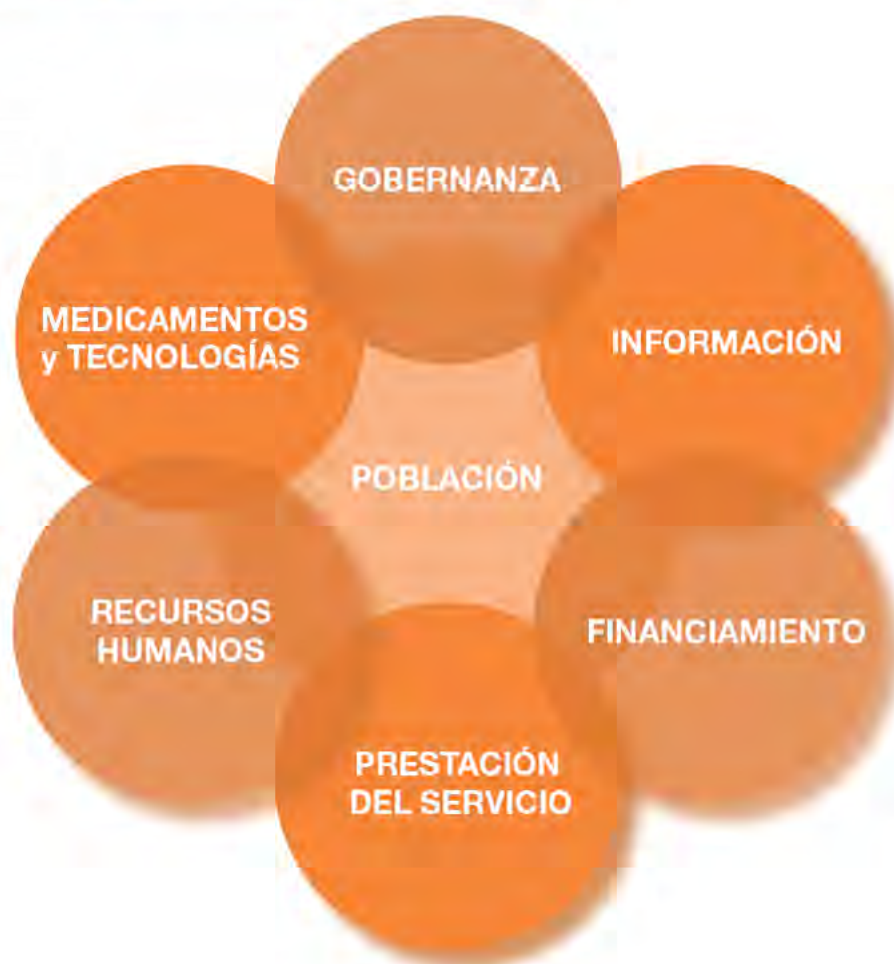 GOBERNANZA
MEDICAMENTOS
y TECNOLOGÍAS
INFORMACIÓN
POBLACIÓN
RECURSOS
HUMANOS
FINANCIAMIENTO
PRESTACIÓN
DEL SERVICIO